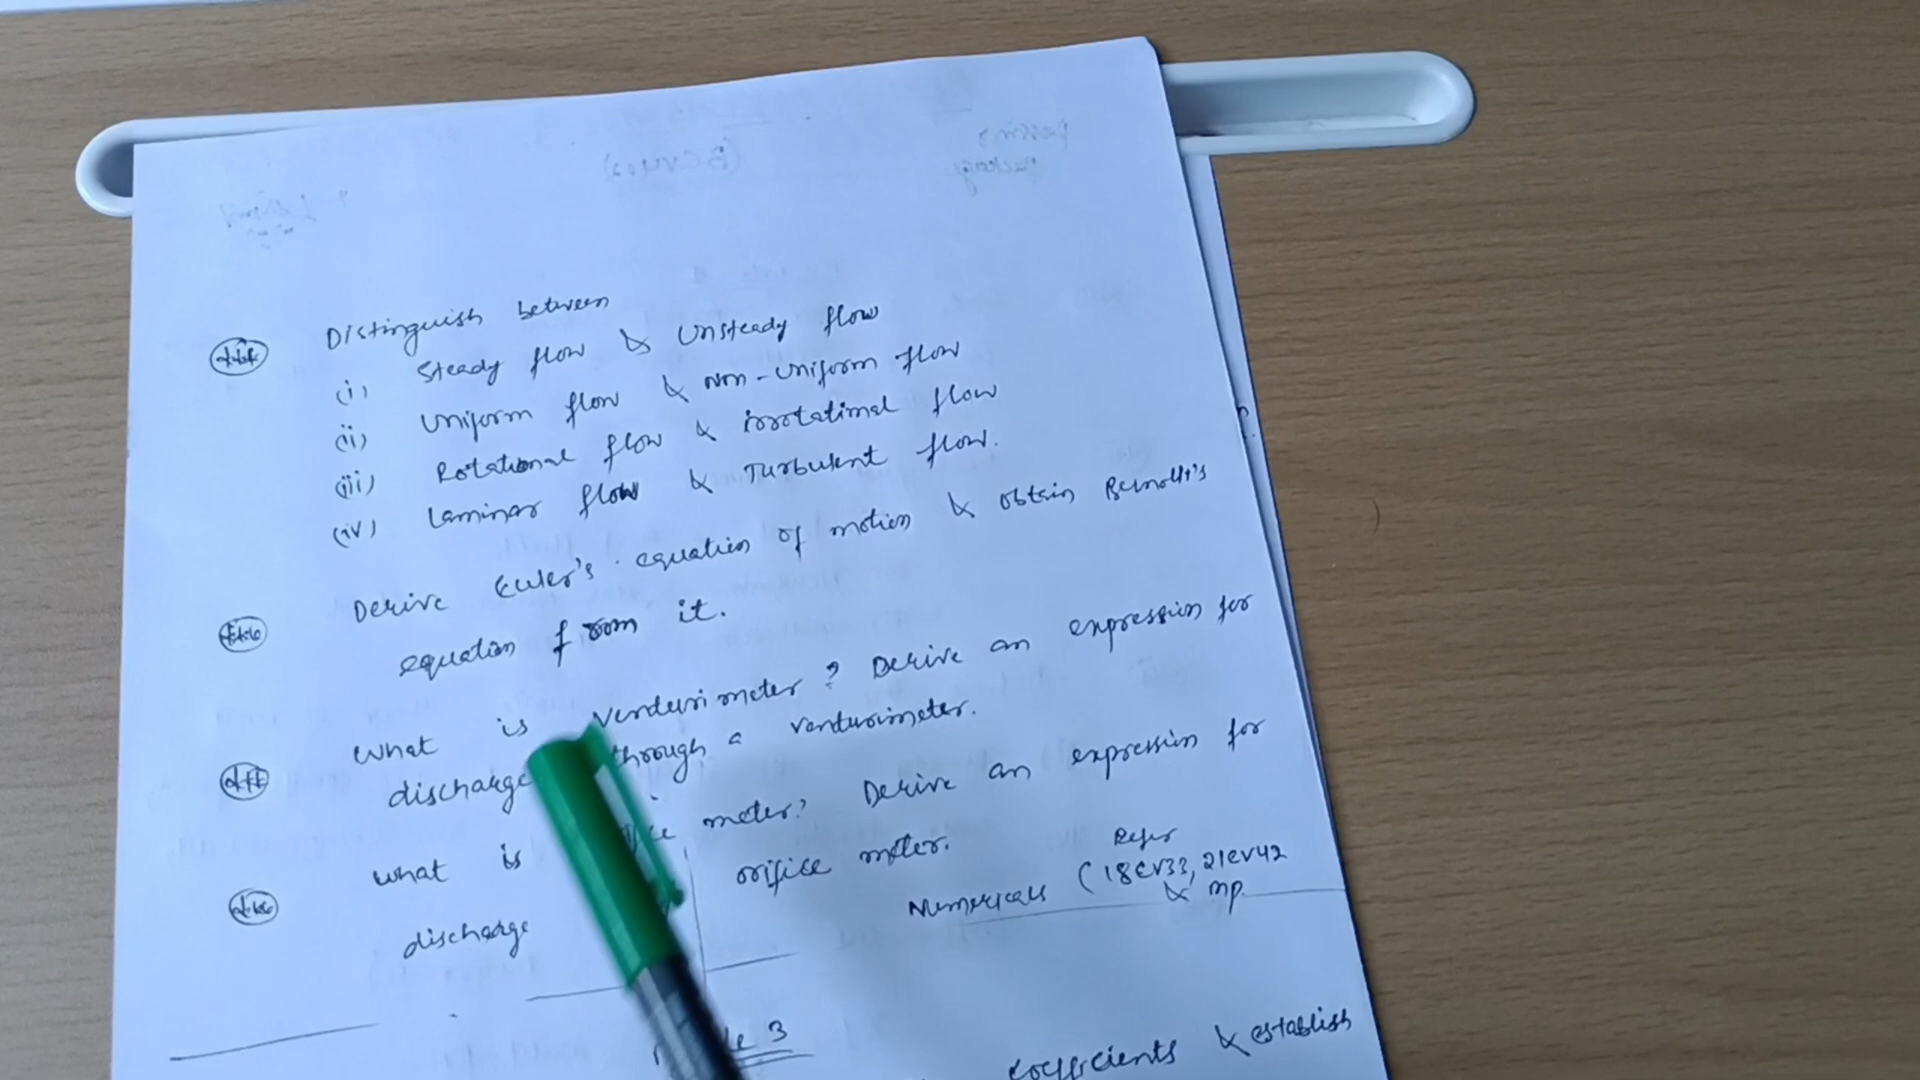 Distinguish between
(i) Steady flow & Unsteady flow
(ii) Uniform flow & Non-Uniform flow
(iii) Rotational flow & irrotational flow
(iv) Laminar flow & Turbulent flow.
Derive Euler's equation of motion & obtain Bernolli's
equation from it.
What is venturimeter? Derive an expression for
discharge through a venturimeter.
What is meter? Derive an expression for
discharge orifice meter.
Refer
Numericals (18CV33, 21CV42
& mp.
3
coefficients & establish